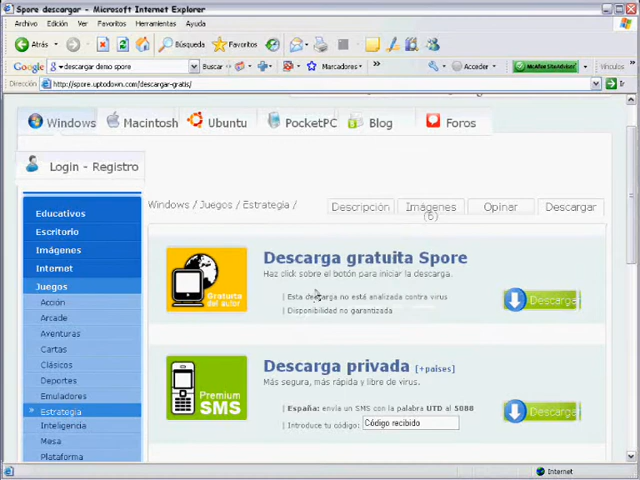 Spore descargar - Microsoft Internet Explorer
Archivo Edición Ver Favoritos Herramientas Ayuda
Atrás Búsqueda Favoritos
Google descargar demo spore Buscar Marcadores Acceder McAfee SiteAdvisor Vínculos
Dirección http://spore.uptodown.com/descargar-gratis/ Ir
Windows Macintosh Ubuntu PocketPC Blog Foros
Login - Registro
Windows / Juegos / Estrategia / Descripción Imágenes (6) Opinar Descargar
Educativos
Escritorio
Imágenes
Internet
Juegos
Acción
Arcade
Aventuras
Cartas
Clásicos
Deportes
Emuladores
» Estrategia
Inteligencia
Mesa
Plataforma
Gratuita del autor
Descarga gratuita Spore
Haz click sobre el botón para iniciar la descarga.
| Esta descarga no está analizada contra virus
| Disponibilidad no garantizada
Descargar
Premium SMS
Descarga privada [+paises]
Más segura, más rápida y libre de virus.
| España: envia un SMS con la palabra UTD al 5088
| Introduce tu código: Código recibido
Descargar
Internet